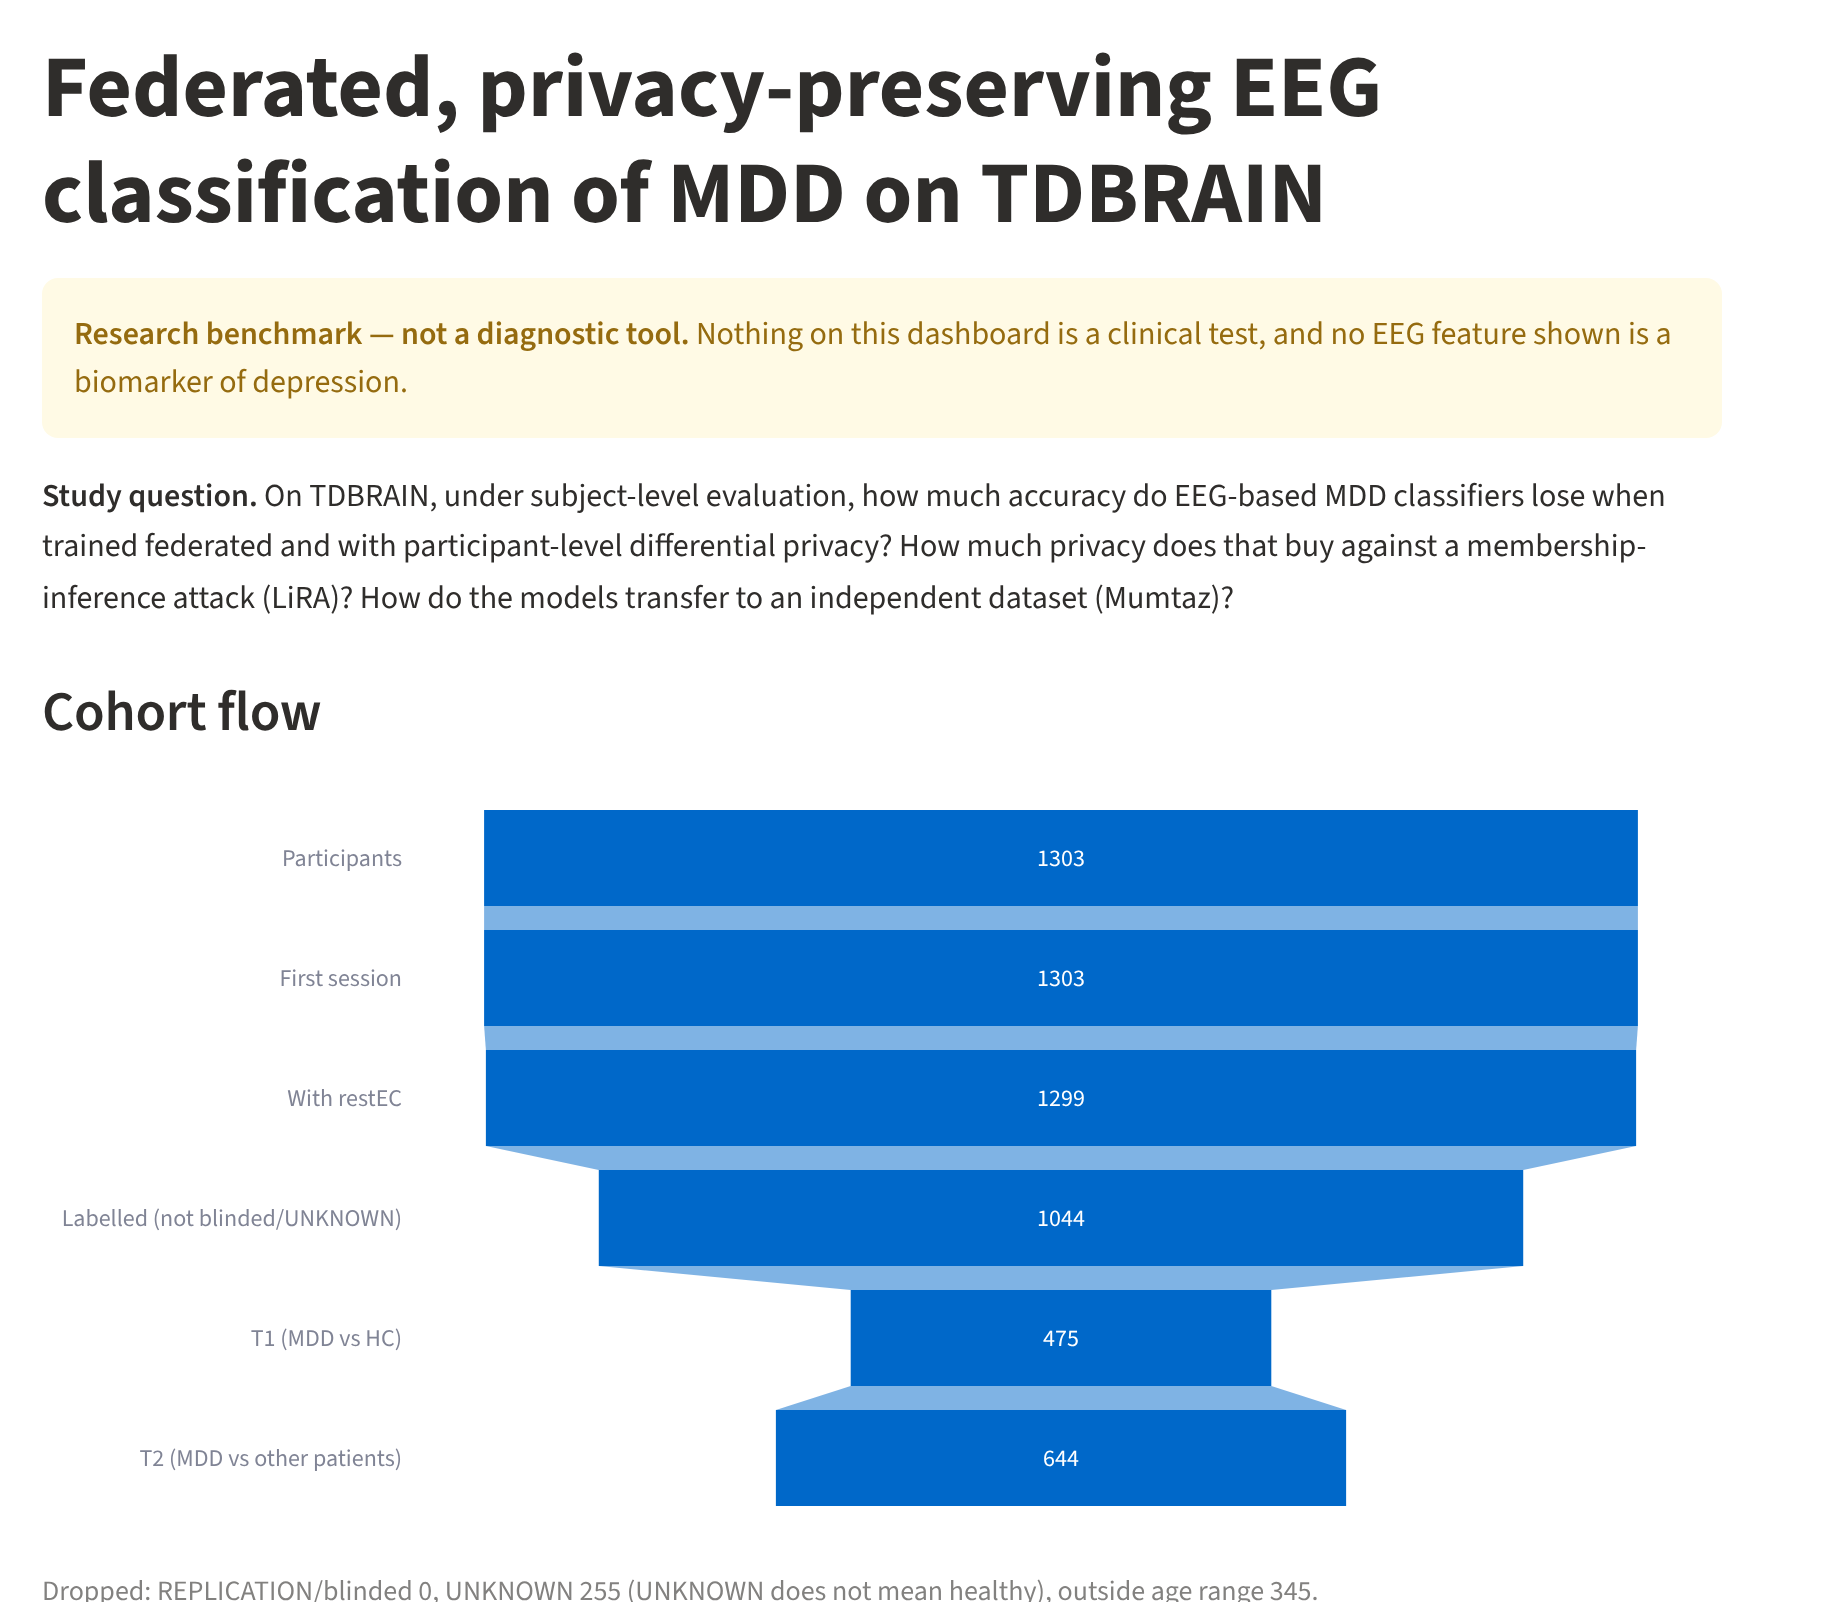 Federated, privacy-preserving EEG
classification of MDD on TDBRAIN
Research benchmark — not a diagnostic tool. Nothing on this dashboard is a clinical test, and no EEG feature shown is a
biomarker of depression.
Study question. On TDBRAIN, under subject-level evaluation, how much accuracy do EEG-based MDD classifiers lose when
trained federated and with participant-level differential privacy? How much privacy does that buy against a membership-
inference attack (LiRA)? How do the models transfer to an independent dataset (Mumtaz)?
Cohort flow
Participants 1303
First session 1303
With restEC 1299
Labelled (not blinded/UNKNOWN) 1044
T1 (MDD vs HC) 475
T2 (MDD vs other patients) 644
Dropped: REPLICATION/blinded 0, UNKNOWN 255 (UNKNOWN does not mean healthy), outside age range 345.